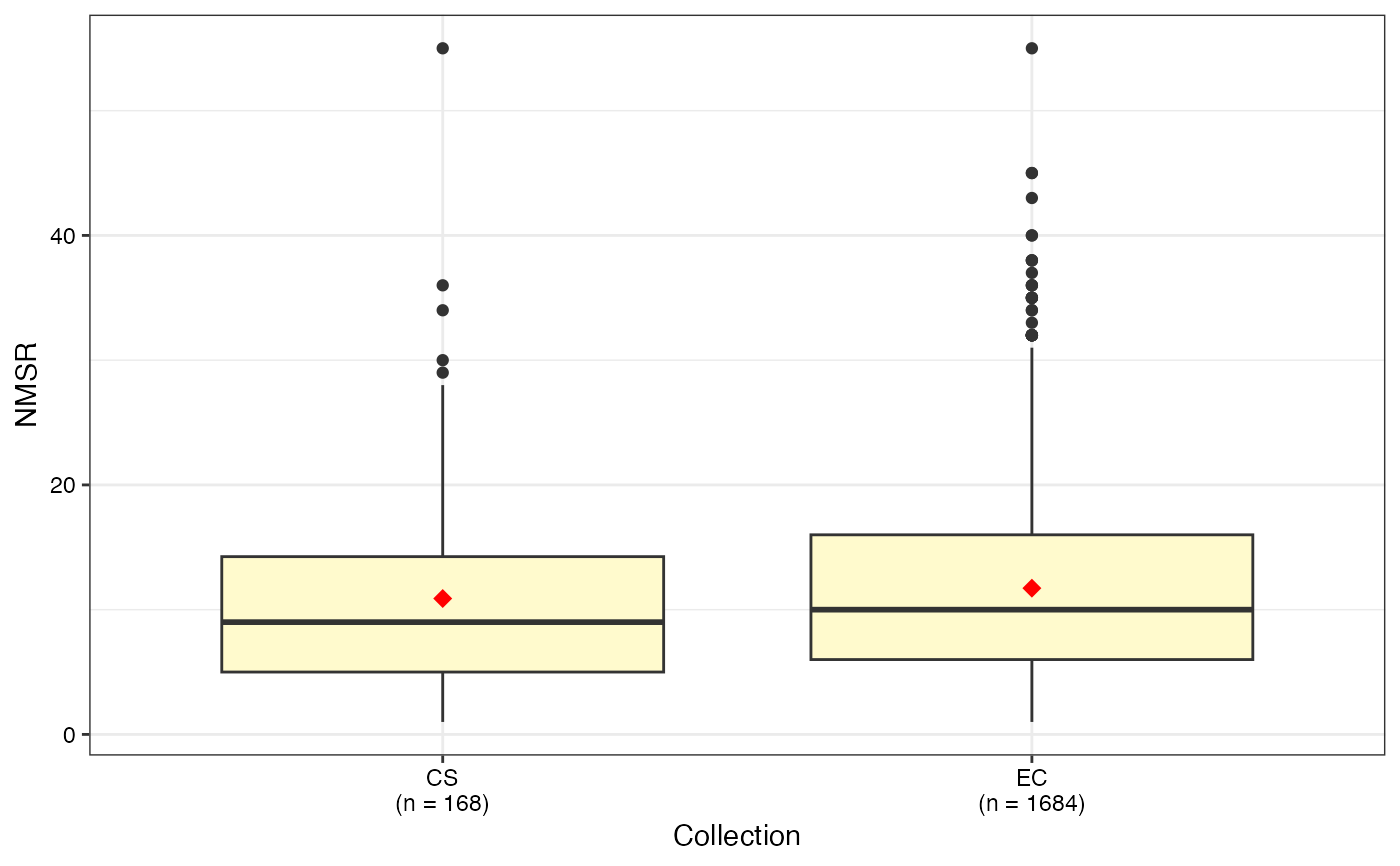 NMSR
40
20
0
CS
(n = 168)
EC
(n = 1684)
Collection